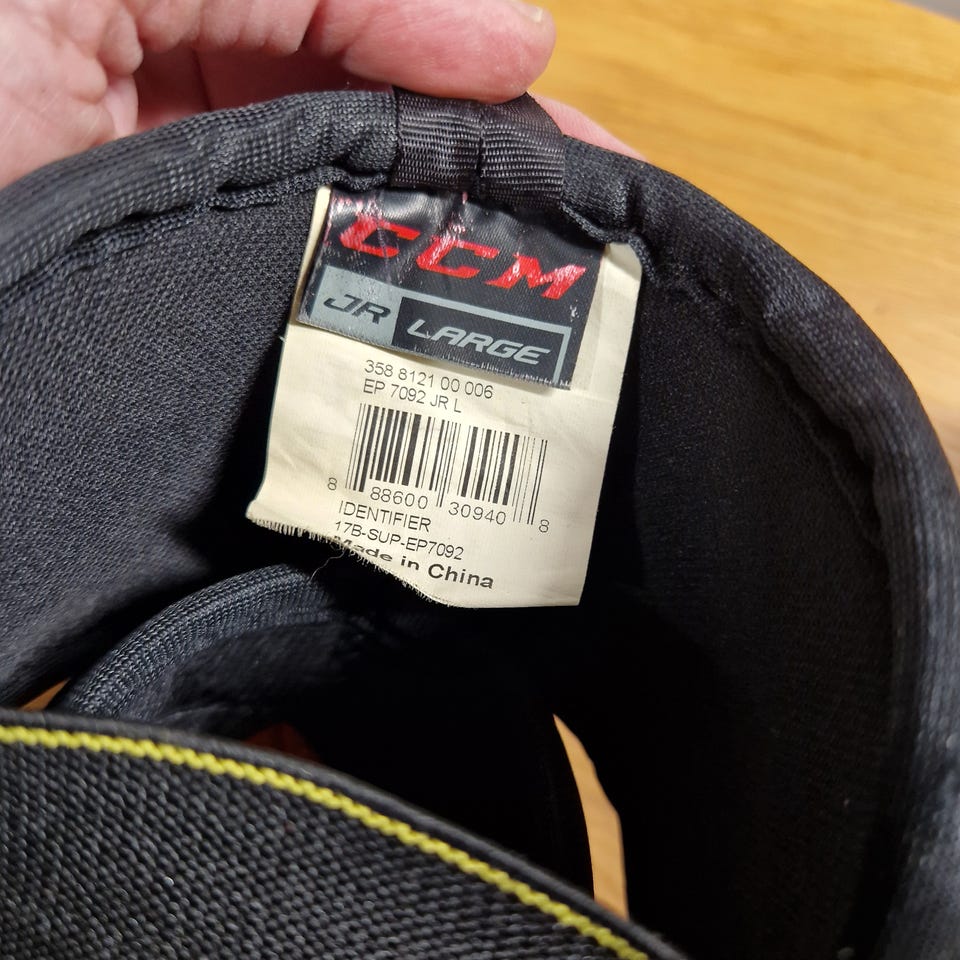 CCM
JR LARGE
358 8121 00 006
EP 7092 JR L
8 88600 30940 8
IDENTIFIER
17B-SUP-EP7092
Made in China